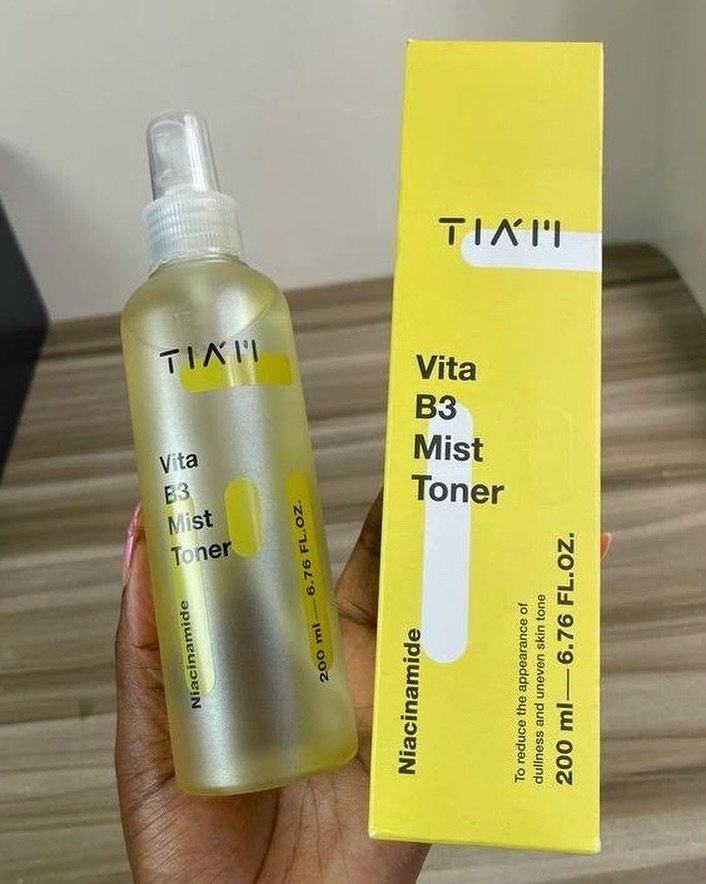 TIA'M
Vita
B3
Mist
Toner
Niacinamide
200 ml — 6.76 FL.OZ.
TIA'M
Vita
B3
Mist
Toner
Niacinamide
To reduce the appearance of
dullness and uneven skin tone
200 ml — 6.76 FL.OZ.